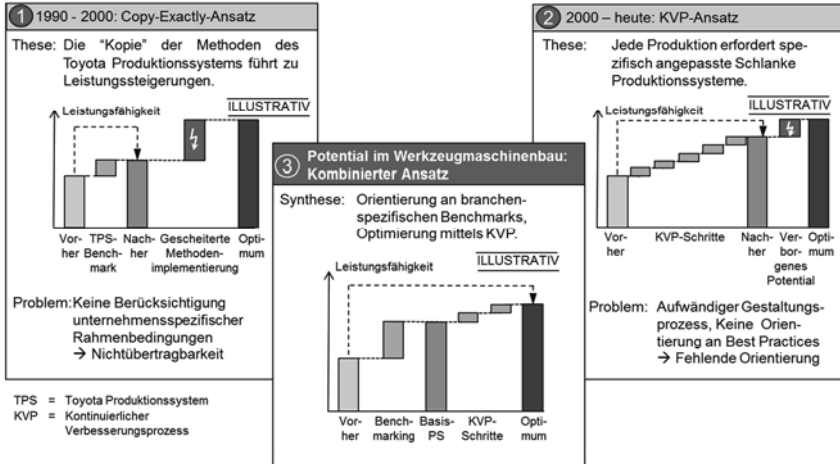 1 1990 - 2000: Copy-Exactly-Ansatz
These: Die “Kopie” der Methoden des
Toyota Produktionssystems führt zu
Leistungssteigerungen.
ILLUSTRATIV
Leistungsfähigkeit
Vor-
her
TPS-
Bench-
mark
Nach-
her
Gescheiterte
Methoden-
implementierung
Opti-
mum
Problem: Keine Berücksichtigung
unternehmensspezifischer
Rahmenbedingungen
→ Nichtübertragbarkeit
2 2000 – heute: KVP-Ansatz
These: Jede Produktion erfordert spe-
zifisch angepasste Schlanke
Produktionssysteme.
ILLUSTRATIV
Leistungsfähigkeit
Vor-
her
KVP-Schritte
Nach-
her
Ver-
bor-
genes
Potential
Opti-
mum
Problem: Aufwändiger Gestaltungs-
prozess, Keine Orien-
tierung an Best Practices
→ Fehlende Orientierung
3 Potential im Werkzeugmaschinenbau:
Kombinierter Ansatz
Synthese: Orientierung an branchen-
spezifischen Benchmarks,
Optimierung mittels KVP.
ILLUSTRATIV
Leistungsfähigkeit
Vor-
her
Bench-
marking
Basis-
PS
KVP-
Schritte
Opti-
mum
TPS = Toyota Produktionssystem
KVP = Kontinuierlicher
Verbesserungsprozess